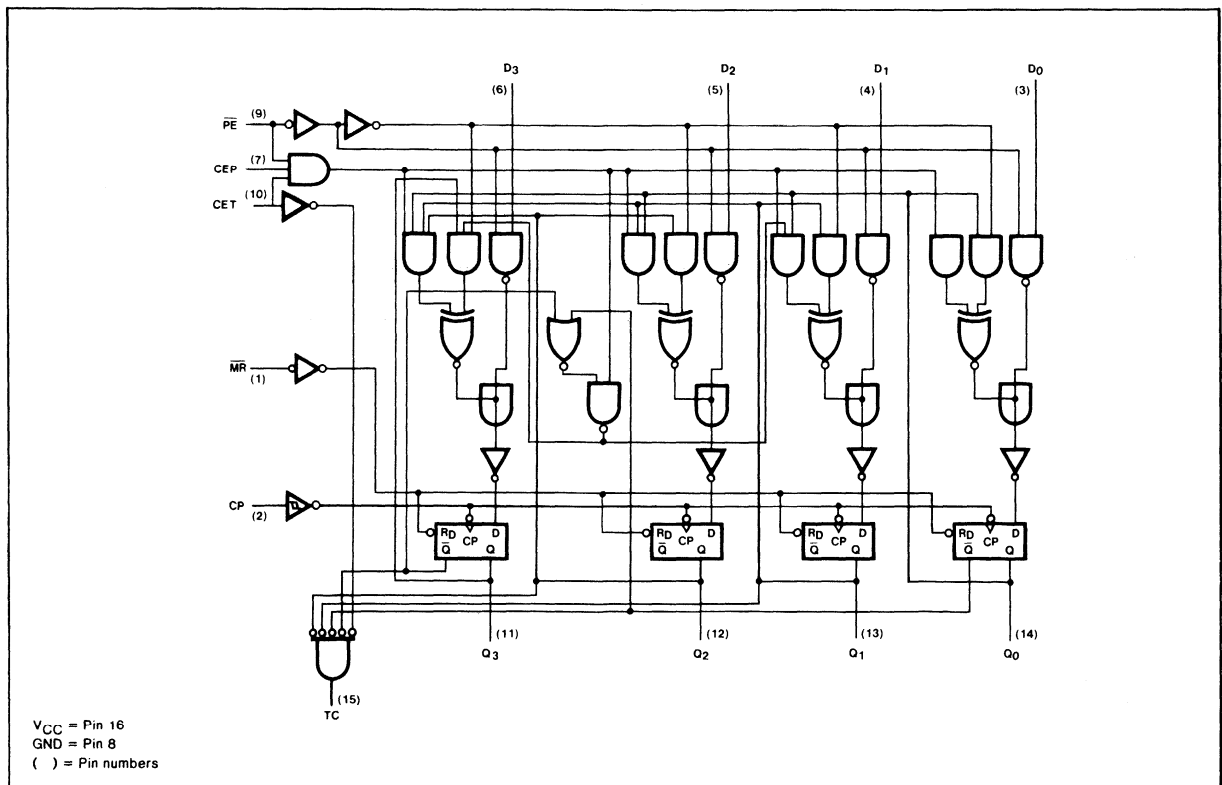 D3 D2 D1 D0
(6) (5) (4) (3)
PE (9)
CEP (7)
CET (10)
MR (1)
CP (2)
RD CP D Q Q
RD CP D Q Q
RD CP D Q Q
RD CP D Q Q
(11) (12) (13) (14)
Q3 Q2 Q1 Q0
(15)
TC
VCC = Pin 16
GND = Pin 8
( ) = Pin numbers